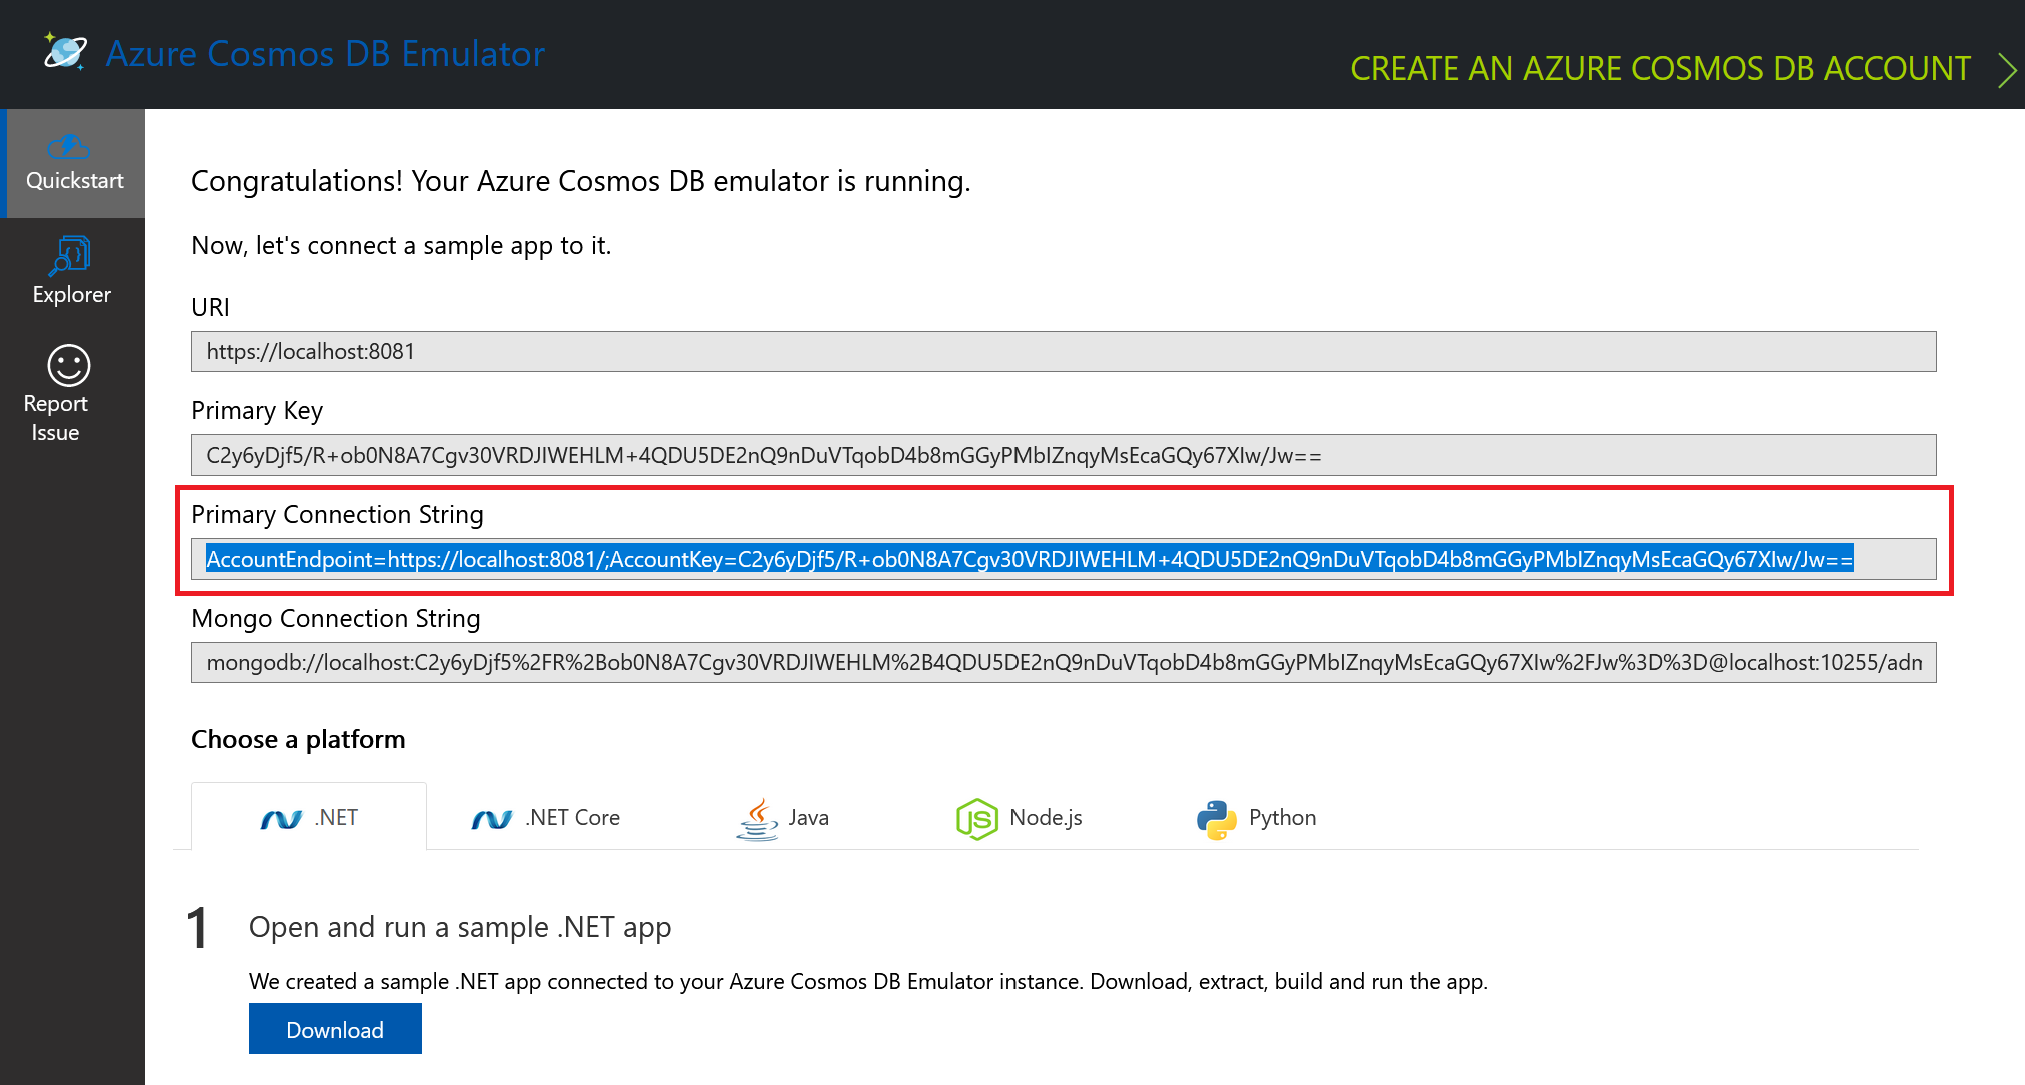 Azure Cosmos DB Emulator
CREATE AN AZURE COSMOS DB ACCOUNT
Quickstart
Explorer
Report
Issue
Congratulations! Your Azure Cosmos DB emulator is running.
Now, let's connect a sample app to it.
URI
https://localhost:8081
Primary Key
C2y6yDjf5/R+ob0N8A7Cgv30VRDJIWEHLM+4QDU5DE2nQ9nDuVTqobD4b8mGGyPMbIZnqyMsEcaGQy67XIw/Jw==
Primary Connection String
AccountEndpoint=https://localhost:8081/;AccountKey=C2y6yDjf5/R+ob0N8A7Cgv30VRDJIWEHLM+4QDU5DE2nQ9nDuVTqobD4b8mGGyPMbIZnqyMsEcaGQy67XIw/Jw==
Mongo Connection String
mongodb://localhost:C2y6yDjf5%2FR%2Bob0N8A7Cgv30VRDJIWEHLM%2B4QDU5DE2nQ9nDuVTqobD4b8mGGyPMbIZnqyMsEcaGQy67XIw%2FJw%3D%3D@localhost:10255/adn
Choose a platform
.NET
.NET Core
Java
Node.js
Python
1
Open and run a sample .NET app
We created a sample .NET app connected to your Azure Cosmos DB Emulator instance. Download, extract, build and run the app.
Download